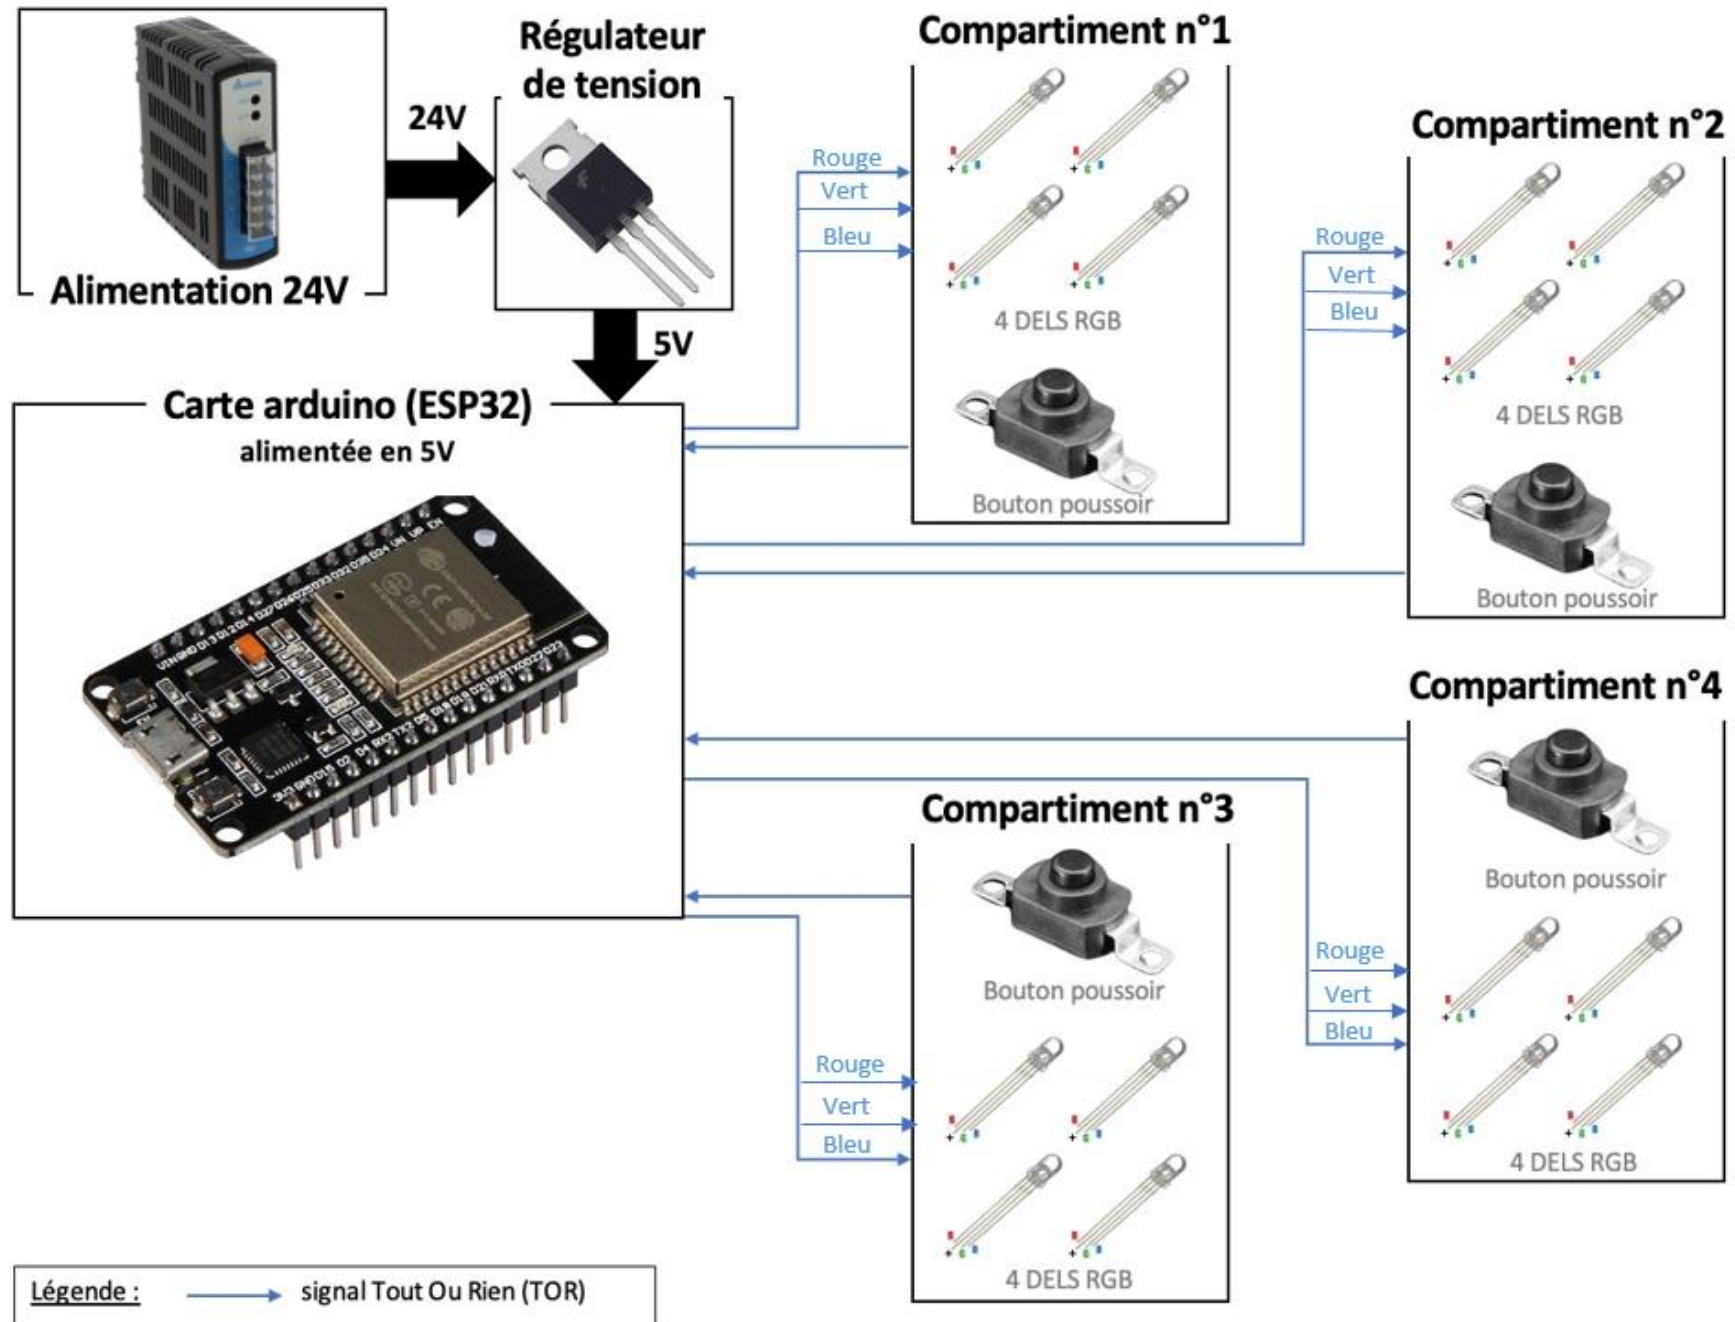 Alimentation 24V
24V
Régulateur
de tension
5V
Carte arduino (ESP32)
alimentée en 5V
Compartiment n°1
Rouge
Vert
Bleu
4 DELS RGB
Bouton poussoir
Compartiment n°2
Rouge
Vert
Bleu
4 DELS RGB
Bouton poussoir
Compartiment n°4
Bouton poussoir
Rouge
Vert
Bleu
4 DELS RGB
Compartiment n°3
Bouton poussoir
Rouge
Vert
Bleu
4 DELS RGB
Légende :
signal Tout Ou Rien (TOR)